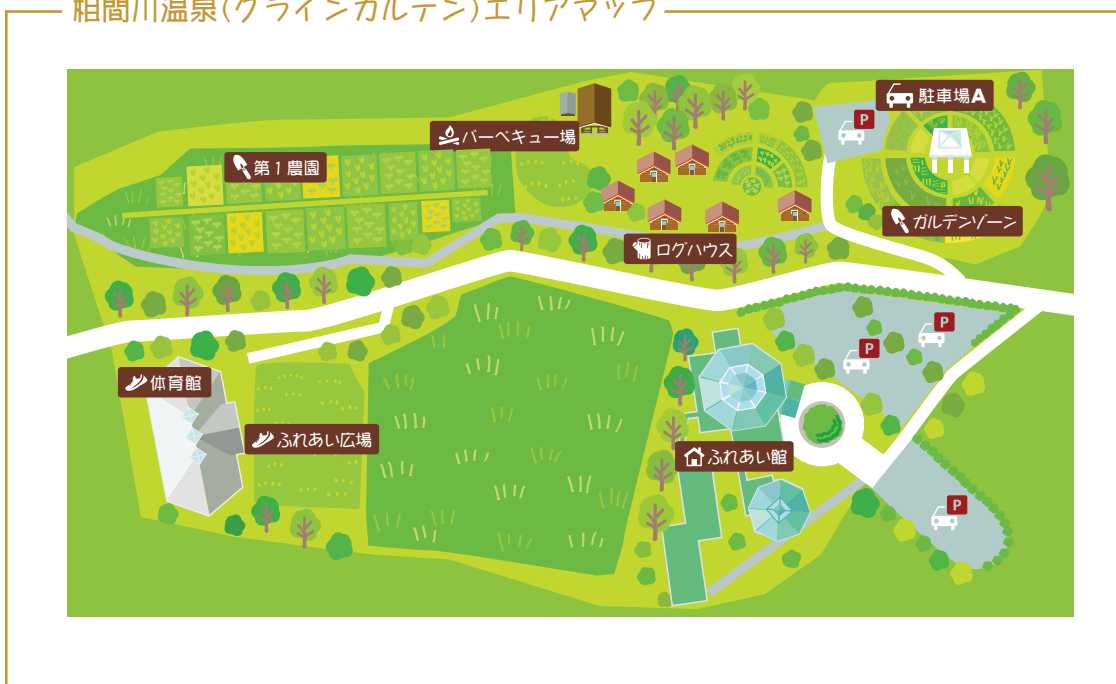 相間川温泉(クラインガルテン)エリアマップ
駐車場A
P
バーベキュー場
第1農園
ガルデンゾーン
ログハウス
P
P
体育館
ふれあい広場
ふれあい館
P